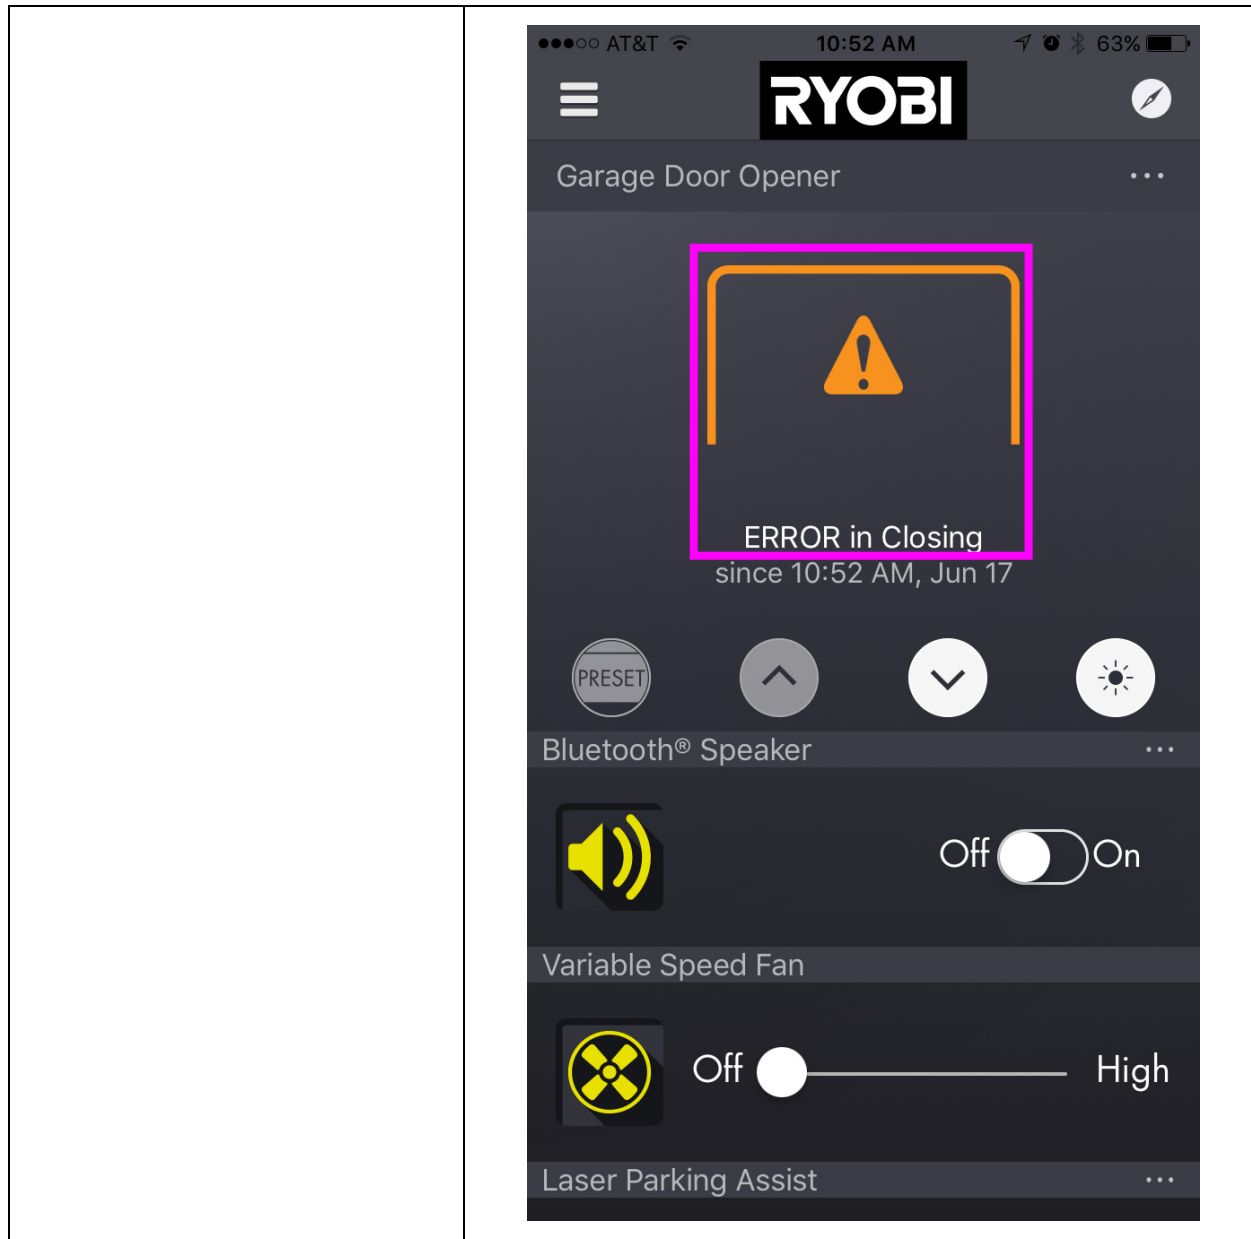 AT&T 10:52 AM 63%
RYOBI
Garage Door Opener
ERROR in Closing
since 10:52 AM, Jun 17
PRESET
Bluetooth® Speaker
Off On
Variable Speed Fan
Off High
Laser Parking Assist